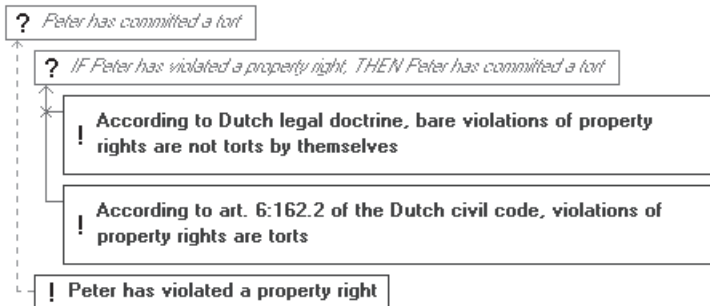 ? Peter has committed a tort
? IF Peter has violated a property right, THEN Peter has committed a tort
! According to Dutch legal doctrine, bare violations of property
rights are not torts by themselves
! According to art. 6:162.2 of the Dutch civil code, violations of
property rights are torts
! Peter has violated a property right